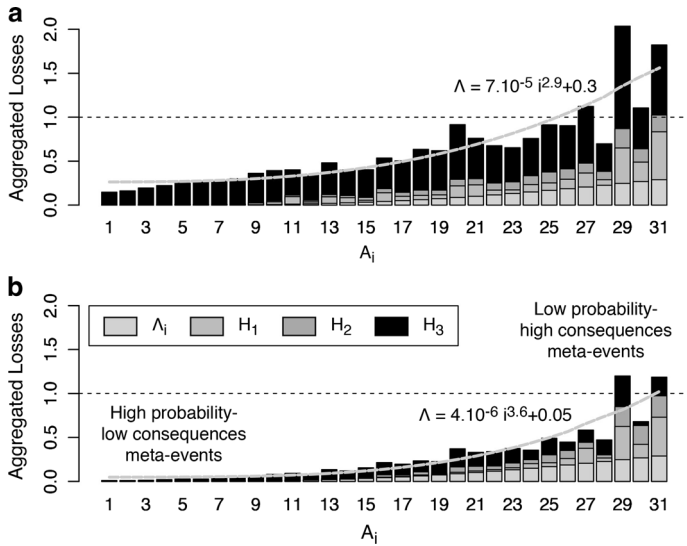 a
Aggregated Losses
2.0
1.5
1.0
0.5
0.0
Λ = 7.10-5 i2.9+0.3
1 3 5 7 9 11 13 15 17 19 21 23 25 27 29 31
Ai
b
Aggregated Losses
2.0
1.5
1.0
0.5
0.0
Λi H1 H2 H3
Low probability-
high consequences
meta-events
High probability-
low consequences
meta-events
Λ = 4.10-6 i3.6+0.05
1 3 5 7 9 11 13 15 17 19 21 23 25 27 29 31
Ai